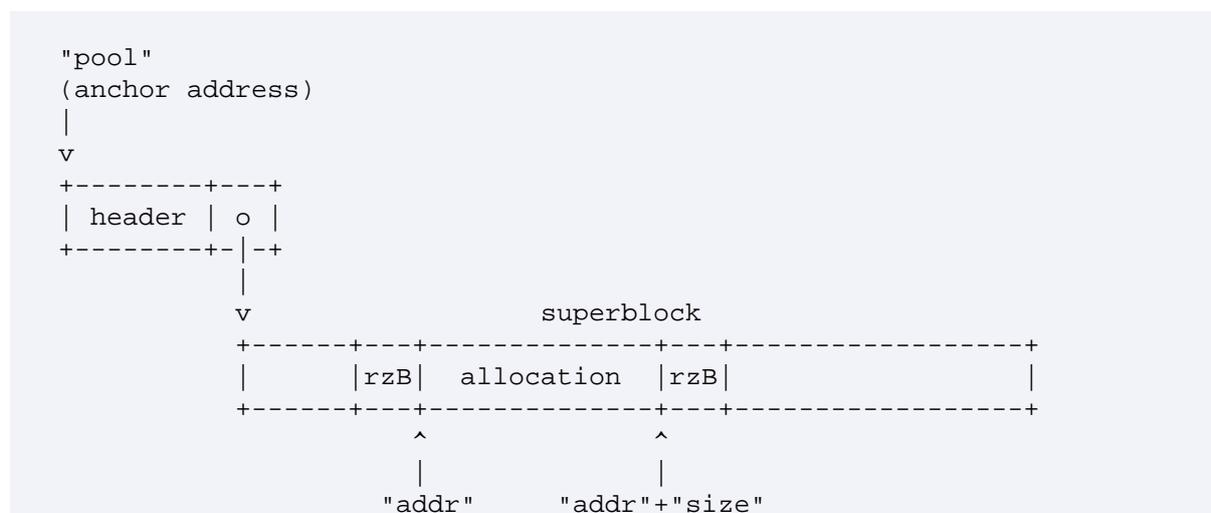 "pool"
(anchor address)
|
v
+--------+---+
| header | o |
+--------+-|-+
           |
           v                superblock
           +------+---+--------------+---+------------------+
           |      |rzB|  allocation  |rzB|                  |
           +------+---+--------------+---+------------------+
                      ^              ^
                      |              |
                    "addr"     "addr"+"size"